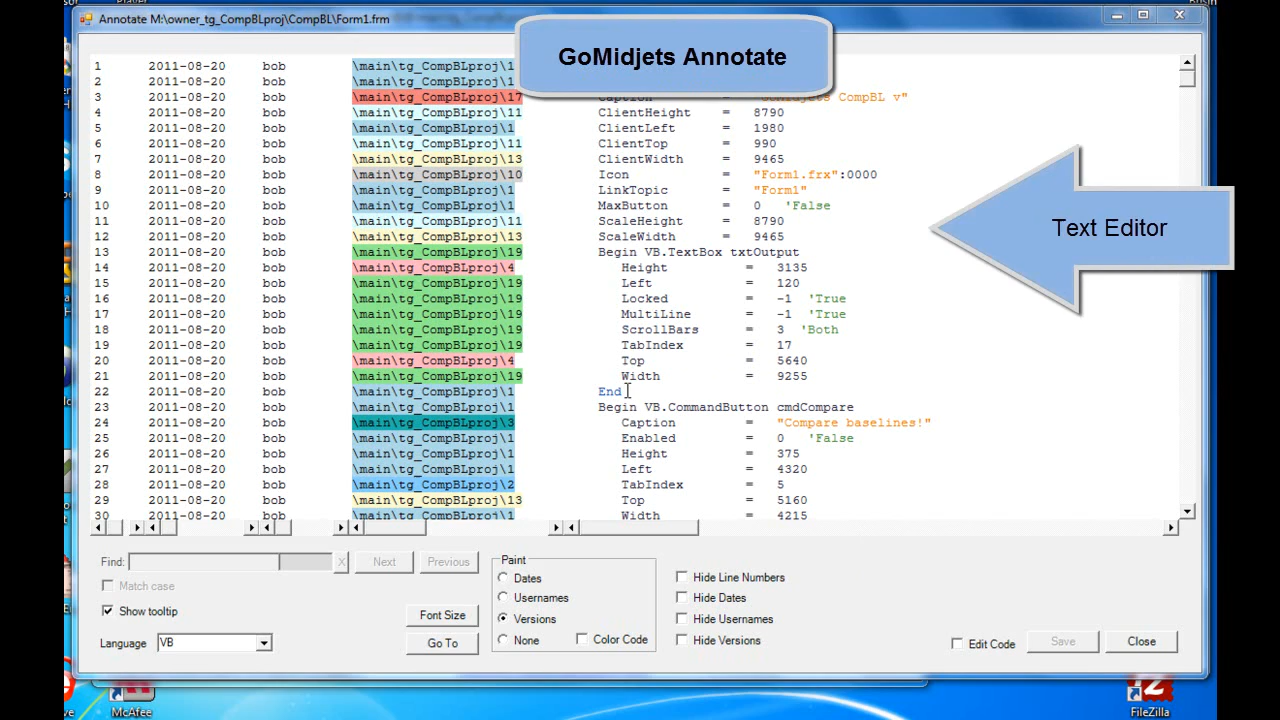 Annotate M:\owner_tg_CompBLproj\CompBL\Form1.frm
GoMidjets Annotate
1 2011-08-20 bob \main\tg_CompBLproj\1
2 2011-08-20 bob \main\tg_CompBLproj\1
3 2011-08-20 bob \main\tg_CompBLproj\17 Caption = "GoMidjets CompBL v"
4 2011-08-20 bob \main\tg_CompBLproj\11 ClientHeight = 8790
5 2011-08-20 bob \main\tg_CompBLproj\1 ClientLeft = 1980
6 2011-08-20 bob \main\tg_CompBLproj\11 ClientTop = 990
7 2011-08-20 bob \main\tg_CompBLproj\13 ClientWidth = 9465
8 2011-08-20 bob \main\tg_CompBLproj\10 Icon = "Form1.frx":0000
9 2011-08-20 bob \main\tg_CompBLproj\1 LinkTopic = "Form1"
10 2011-08-20 bob \main\tg_CompBLproj\1 MaxButton = 0 'False
11 2011-08-20 bob \main\tg_CompBLproj\11 ScaleHeight = 8790
12 2011-08-20 bob \main\tg_CompBLproj\13 ScaleWidth = 9465
13 2011-08-20 bob \main\tg_CompBLproj\19 Begin VB.TextBox txtOutput
14 2011-08-20 bob \main\tg_CompBLproj\4 Height = 3135
15 2011-08-20 bob \main\tg_CompBLproj\19 Left = 120
16 2011-08-20 bob \main\tg_CompBLproj\19 Locked = -1 'True
17 2011-08-20 bob \main\tg_CompBLproj\19 MultiLine = -1 'True
18 2011-08-20 bob \main\tg_CompBLproj\19 ScrollBars = 3 'Both
19 2011-08-20 bob \main\tg_CompBLproj\19 TabIndex = 17
20 2011-08-20 bob \main\tg_CompBLproj\4 Top = 5640
21 2011-08-20 bob \main\tg_CompBLproj\19 Width = 9255
22 2011-08-20 bob \main\tg_CompBLproj\1 End
23 2011-08-20 bob \main\tg_CompBLproj\1 Begin VB.CommandButton cmdCompare
24 2011-08-20 bob \main\tg_CompBLproj\3 Caption = "Compare baselines!"
25 2011-08-20 bob \main\tg_CompBLproj\1 Enabled = 0 'False
26 2011-08-20 bob \main\tg_CompBLproj\1 Height = 375
27 2011-08-20 bob \main\tg_CompBLproj\1 Left = 4320
28 2011-08-20 bob \main\tg_CompBLproj\2 TabIndex = 5
29 2011-08-20 bob \main\tg_CompBLproj\13 Top = 5160
30 2011-08-20 bob \main\tg_CompBLproj\1 Width = 4215
Text Editor
Find: X Next Previous
Match case
Show tooltip
Font Size
Language VB
Go To
Paint
Dates
Usernames
Versions
None Color Code
Hide Line Numbers
Hide Dates
Hide Usernames
Hide Versions
Edit Code Save Close
McAfee
FileZilla